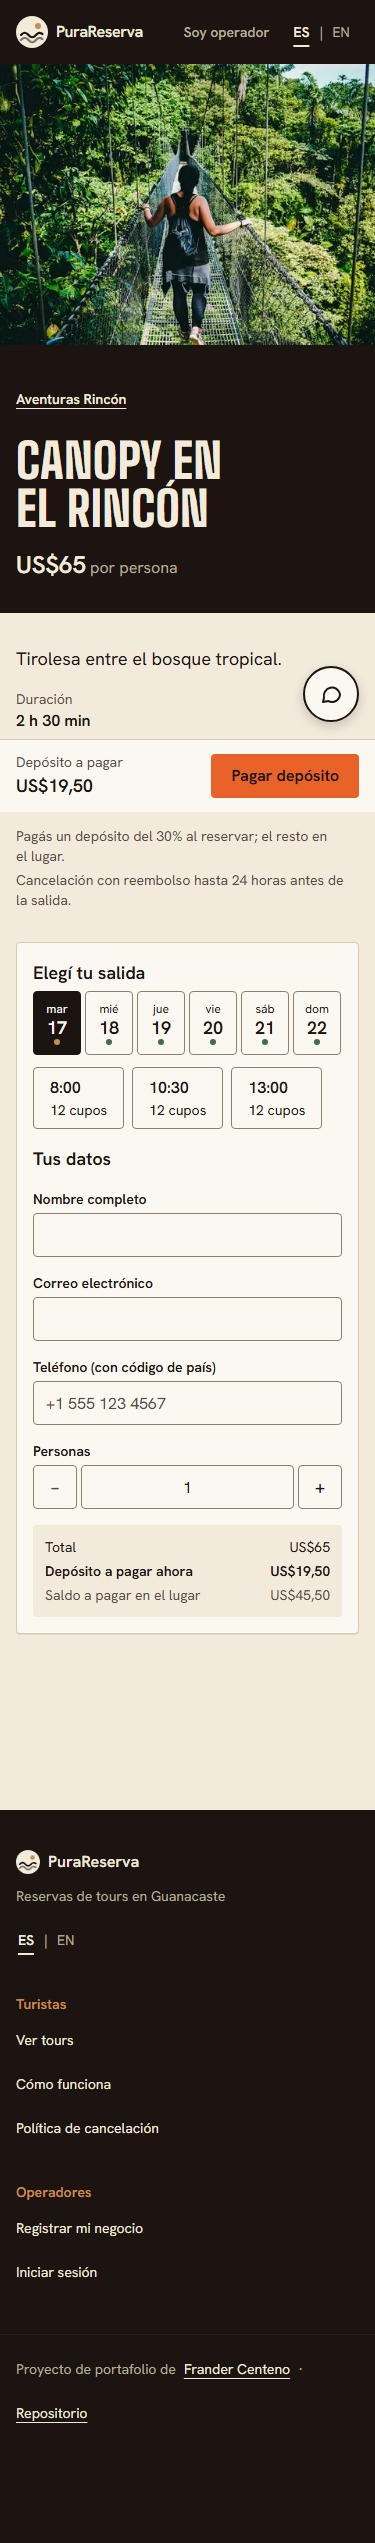 PuraReserva
Soy operador
ES | EN
Aventuras Rincón
CANOPY EN
EL RINCÓN
US$65 por persona
Tirolesa entre el bosque tropical.
Duración
2 h 30 min
Depósito a pagar
US$19,50
Pagar depósito
Pagás un depósito del 30% al reservar; el resto en
el lugar.
Cancelación con reembolso hasta 24 horas antes de
la salida.
Elegí tu salida
mar mié jue vie sáb dom
17 18 19 20 21 22
8:00 10:30 13:00
12 cupos 12 cupos 12 cupos
Tus datos
Nombre completo
Correo electrónico
Teléfono (con código de país)
+1 555 123 4567
Personas
− 1 +
Total US$65
Depósito a pagar ahora US$19,50
Saldo a pagar en el lugar US$45,50
PuraReserva
Reservas de tours en Guanacaste
ES | EN
Turistas
Ver tours
Cómo funciona
Política de cancelación
Operadores
Registrar mi negocio
Iniciar sesión
Proyecto de portafolio de Frander Centeno ·
Repositorio